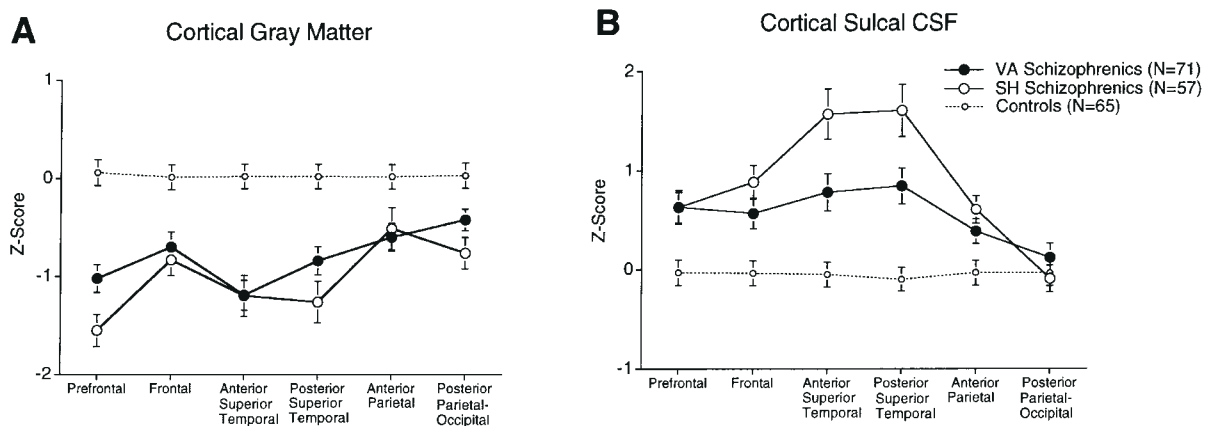 A
Cortical Gray Matter
Z-Score
1
0
-1
-2
Prefrontal
Frontal
Anterior
Superior
Temporal
Posterior
Superior
Temporal
Anterior
Parietal
Posterior
Parietal-
Occipital
B
Cortical Sulcal CSF
VA Schizophrenics (N=71)
SH Schizophrenics (N=57)
Controls (N=65)
Z-Score
2
1
0
-1
Prefrontal
Frontal
Anterior
Superior
Temporal
Posterior
Superior
Temporal
Anterior
Parietal
Posterior
Parietal-
Occipital